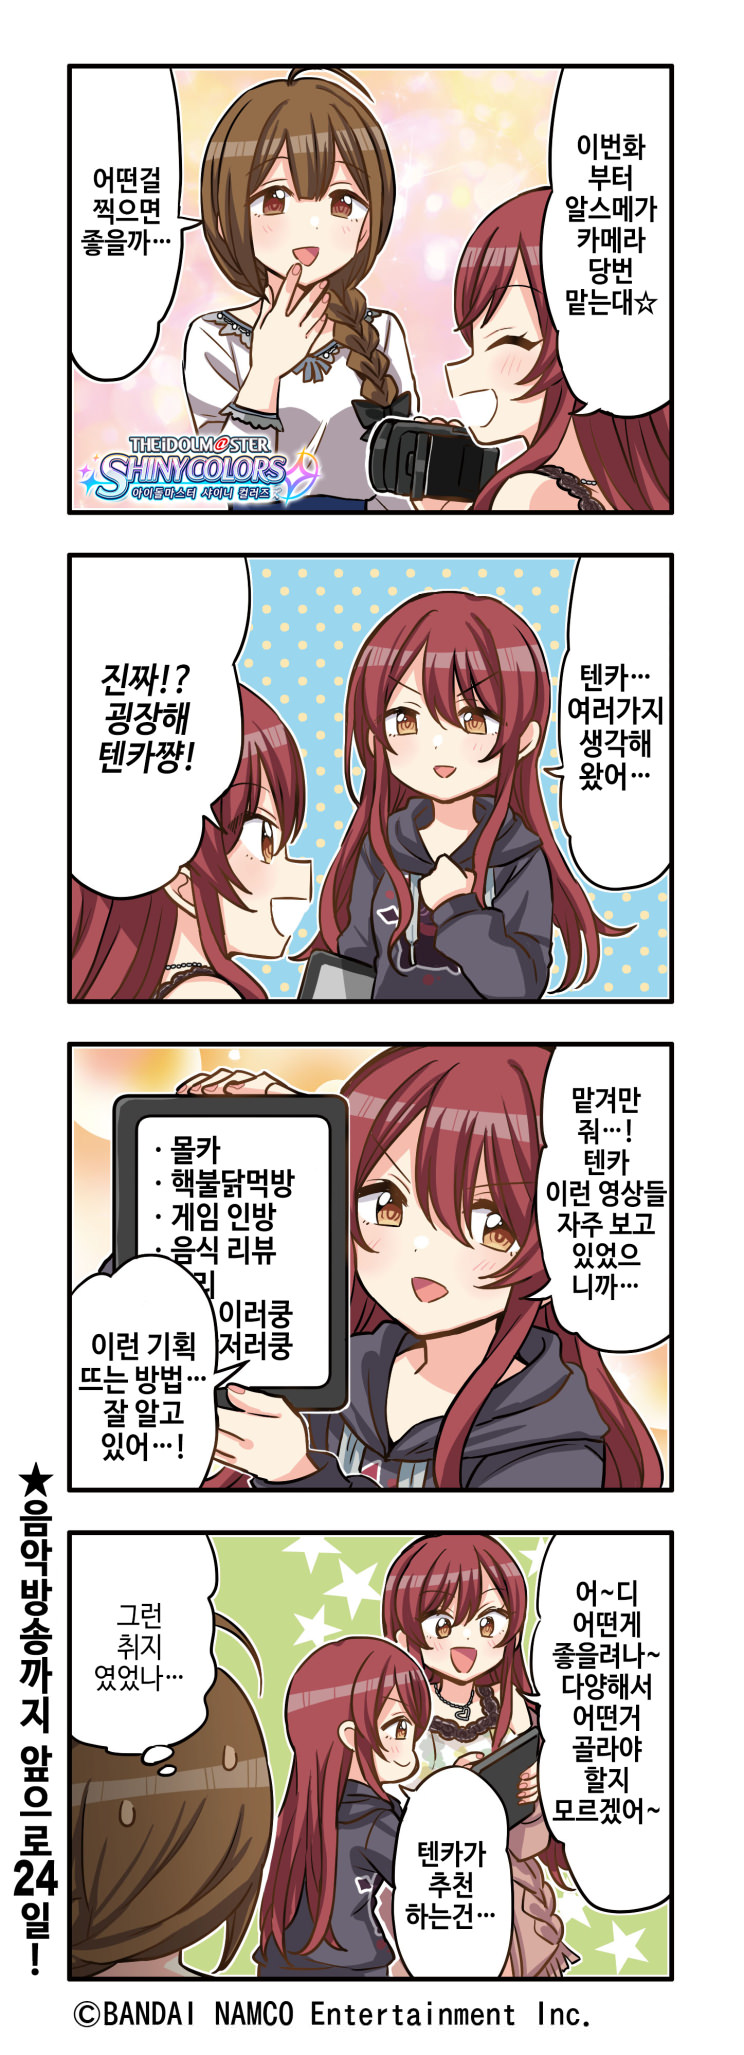 이번화
부터
알스메가
카메라
당번
맡는대☆
어떤걸
찍으면
좋을까…
THE iDOLM@STER
SHINYCOLORS
아이돌마스터 샤이니 컬러즈
텐카…
여러가지
생각해
왔어…
진짜!?
굉장해
텐카쨩!
맡겨만
줘…!
텐카
이런 영상들
자주 보고
있었으
니까…
· 몰카
· 핵불닭먹방
· 게임 인방
· 음식 리뷰
이러쿵
저러쿵
이런 기획
뜨는 방법…
잘 알고
있어…!
어~디
어떤게
좋을려나~
다양해서
어떤거
골라야
할지
모르겠어~
텐카가
추천
하는건…
그런
취지
였었나…
★음악방송까지 앞으로 24일!
©BANDAI NAMCO Entertainment Inc.